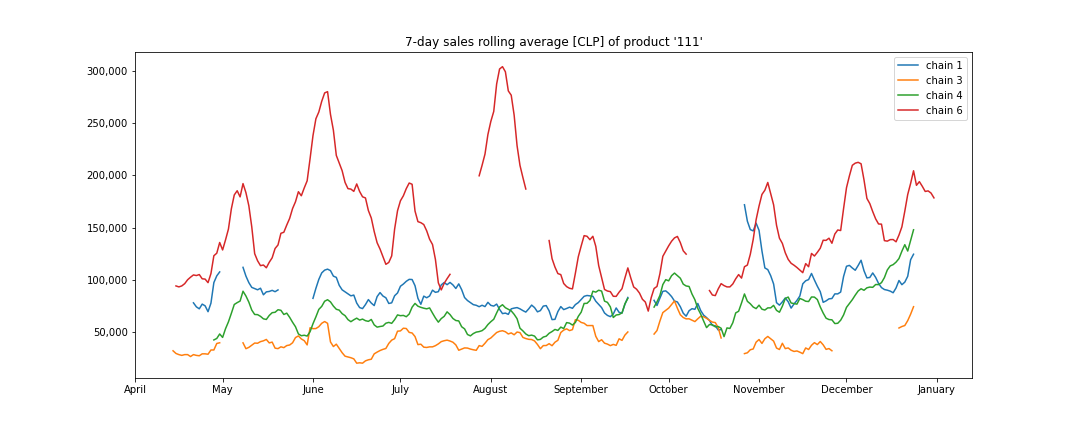 7-day sales rolling average [CLP] of product '111'
300,000
250,000
200,000
150,000
100,000
50,000
chain 1
chain 3
chain 4
chain 6
April May June July August September October November December January